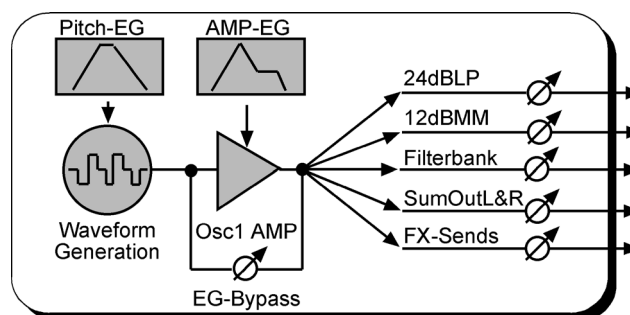 Pitch-EG
AMP-EG
24dBLP
12dBMM
Filterbank
SumOutL&R
FX-Sends
Waveform
Generation
Osc1 AMP
EG-Bypass